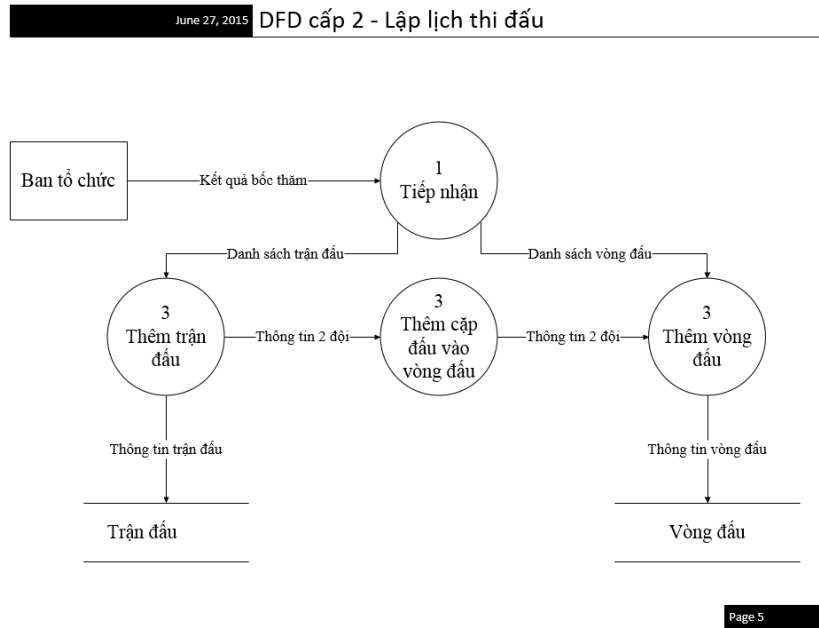 June 27, 2015 DFD cấp 2 - Lập lịch thi đấu
1
Ban tổ chức
Kết quả bốc thăm
Tiếp nhận
Danh sách trận đấu
Danh sách vòng đấu
3
Thêm trận
đấu
Thông tin 2 đội
3
Thêm cặp
đấu vào
vòng đấu
Thông tin 2 đội
3
Thêm vòng
đấu
Thông tin trận đấu
Thông tin vòng đấu
Trận đấu
Vòng đấu
Page 5